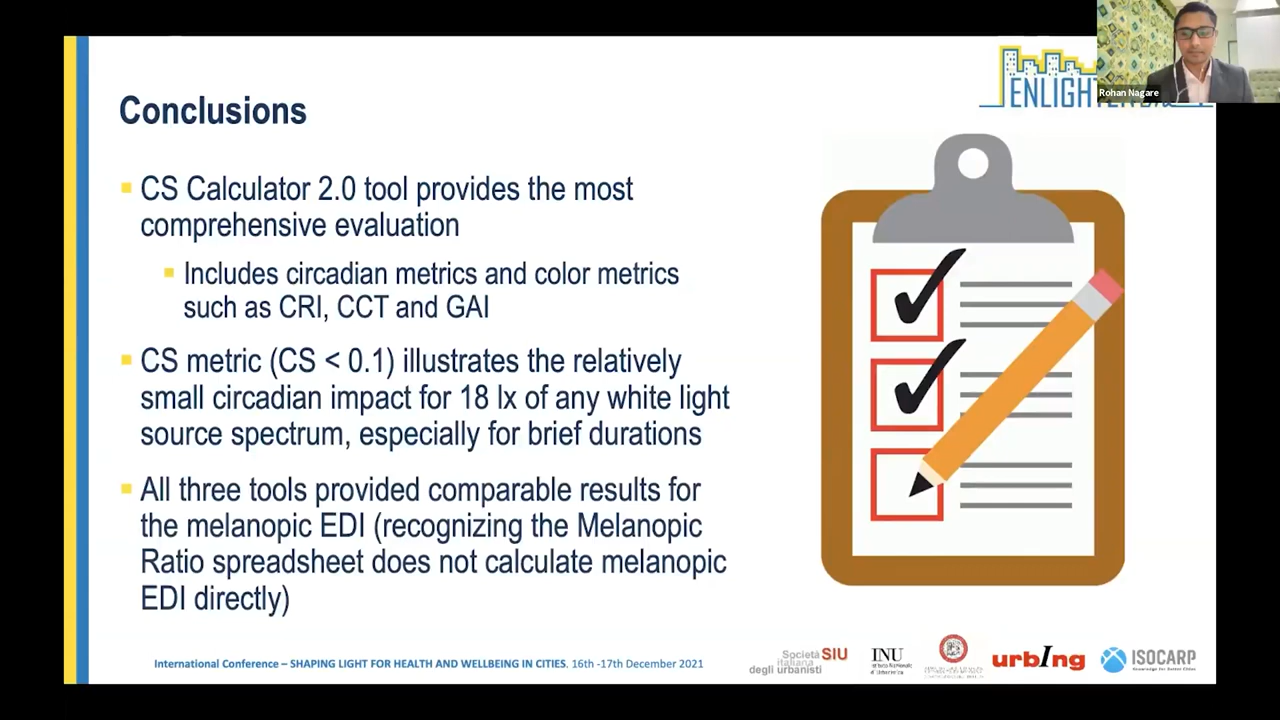 Rohan Nagare
ENLIGH
Conclusions
CS Calculator 2.0 tool provides the most
comprehensive evaluation
Includes circadian metrics and color metrics
such as CRI, CCT and GAI
CS metric (CS < 0.1) illustrates the relatively
small circadian impact for 18 lx of any white light
source spectrum, especially for brief durations
All three tools provided comparable results for
the melanopic EDI (recognizing the Melanopic
Ratio spreadsheet does not calculate melanopic
EDI directly)
International Conference – SHAPING LIGHT FOR HEALTH AND WELLBEING IN CITIES. 16th -17th December 2021
Società SIU
italiana
degli urbanisti
INU
Istituto Nazionale
di Urbanistica
urbIng
ISOCARP